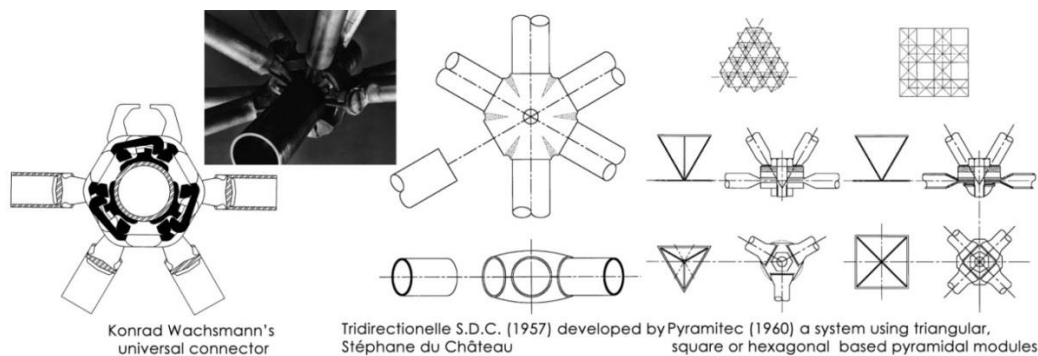 Konrad Wachsmann's
universal connector
Tridirectionelle S.D.C. (1957) developed by
Stéphane du Château
Pyramitec (1960) a system using triangular,
square or hexagonal based pyramidal modules